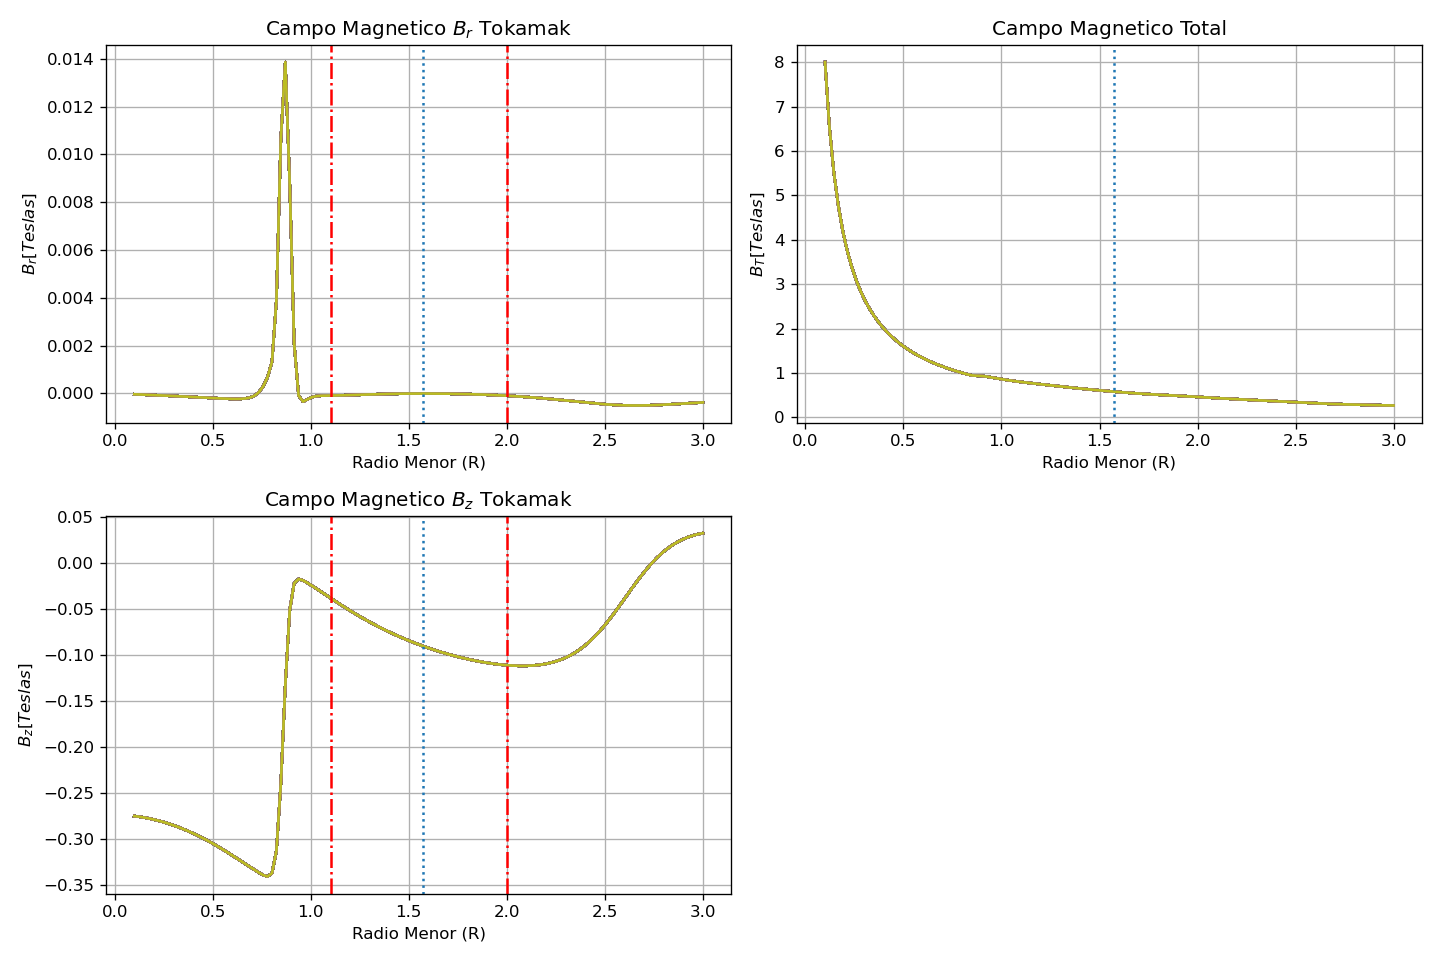 Campo Magnetico B_r Tokamak
0.014
0.012
0.010
0.008
0.006
0.004
0.002
0.000
B_r[Teslas]
0.0 0.5 1.0 1.5 2.0 2.5 3.0
Radio Menor (R)
Campo Magnetico Total
8
7
6
5
4
3
2
1
0
B_T[Teslas]
0.0 0.5 1.0 1.5 2.0 2.5 3.0
Radio Menor (R)
Campo Magnetico B_z Tokamak
0.05
0.00
−0.05
−0.10
−0.15
−0.20
−0.25
−0.30
−0.35
B_z[Teslas]
0.0 0.5 1.0 1.5 2.0 2.5 3.0
Radio Menor (R)